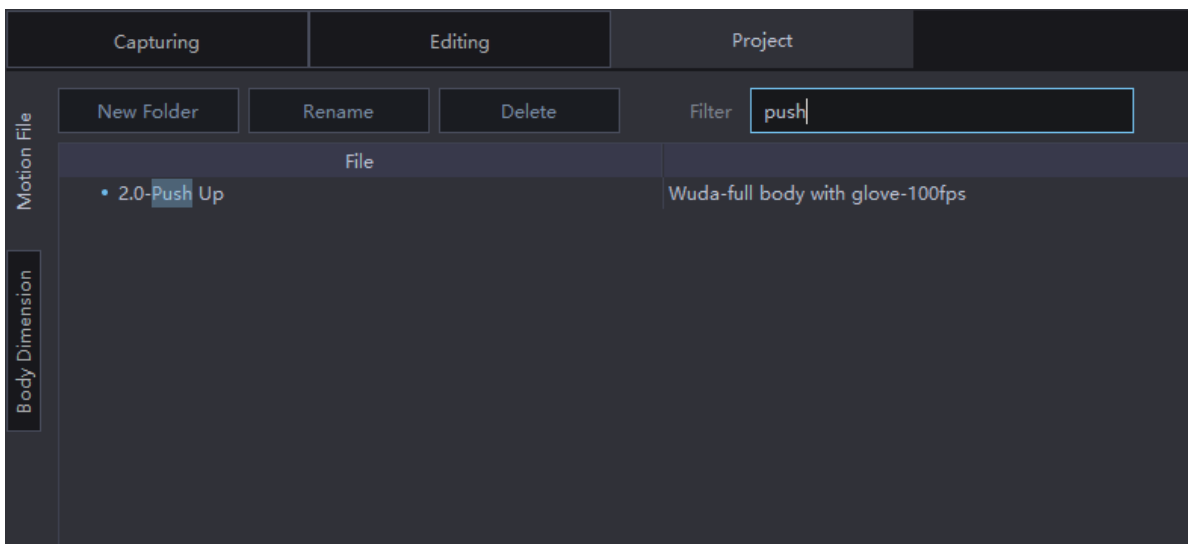 Capturing Editing Project
New Folder Rename Delete Filter push
Motion File
File
2.0-Push Up Wuda-full body with glove-100fps
Body Dimension